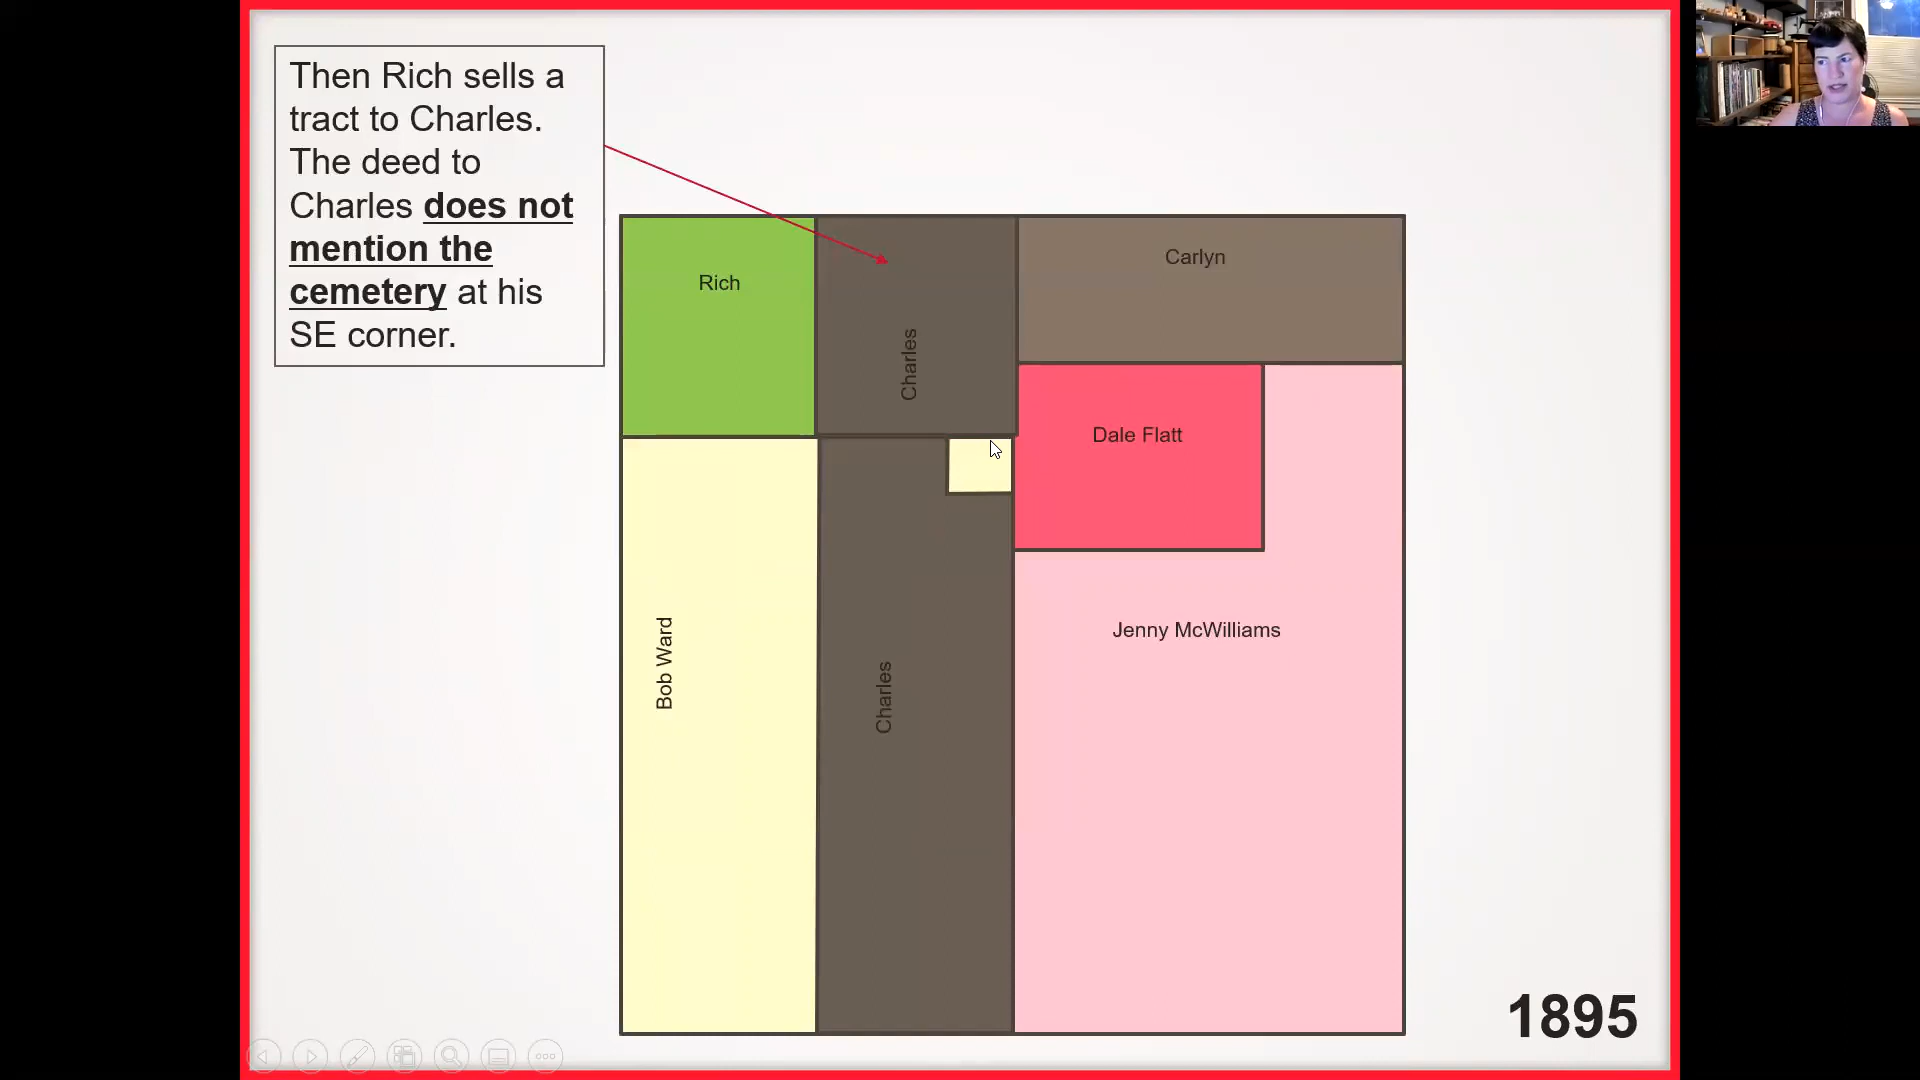 Then Rich sells a
tract to Charles.
The deed to
Charles does not
mention the
cemetery at his
SE corner.
Rich
Charles
Carlyn
Dale Flatt
Bob Ward
Charles
Jenny McWilliams
1895